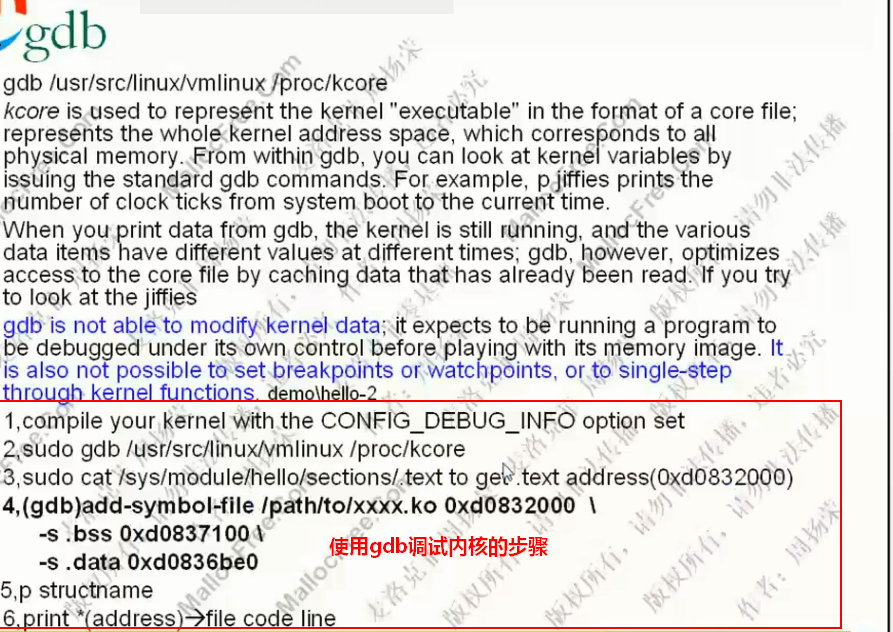 gdb
gdb /usr/src/linux/vmlinux /proc/kcore
kcore is used to represent the kernel "executable" in the format of a core file;
represents the whole kernel address space, which corresponds to all
physical memory. From within gdb, you can look at kernel variables by
issuing the standard gdb commands. For example, p jiffies prints the
number of clock ticks from system boot to the current time.
When you print data from gdb, the kernel is still running, and the various
data items have different values at different times; gdb, however, optimizes
access to the core file by caching data that has already been read. If you try
to look at the jiffies
gdb is not able to modify kernel data; it expects to be running a program to
be debugged under its own control before playing with its memory image. It
is also not possible to set breakpoints or watchpoints, or to single-step
through kernel functions. demo\hello-2
1,compile your kernel with the CONFIG_DEBUG_INFO option set
2,sudo gdb /usr/src/linux/vmlinux /proc/kcore
3,sudo cat /sys/module/hello/sections/.text to get .text address(0xd0832000)
4,(gdb)add-symbol-file /path/to/xxxx.ko 0xd0832000 \
-s .bss 0xd0837100 \
-s .data 0xd0836be0
使用gdb调试内核的步骤
5,p structname
6,print *(address)→file code line